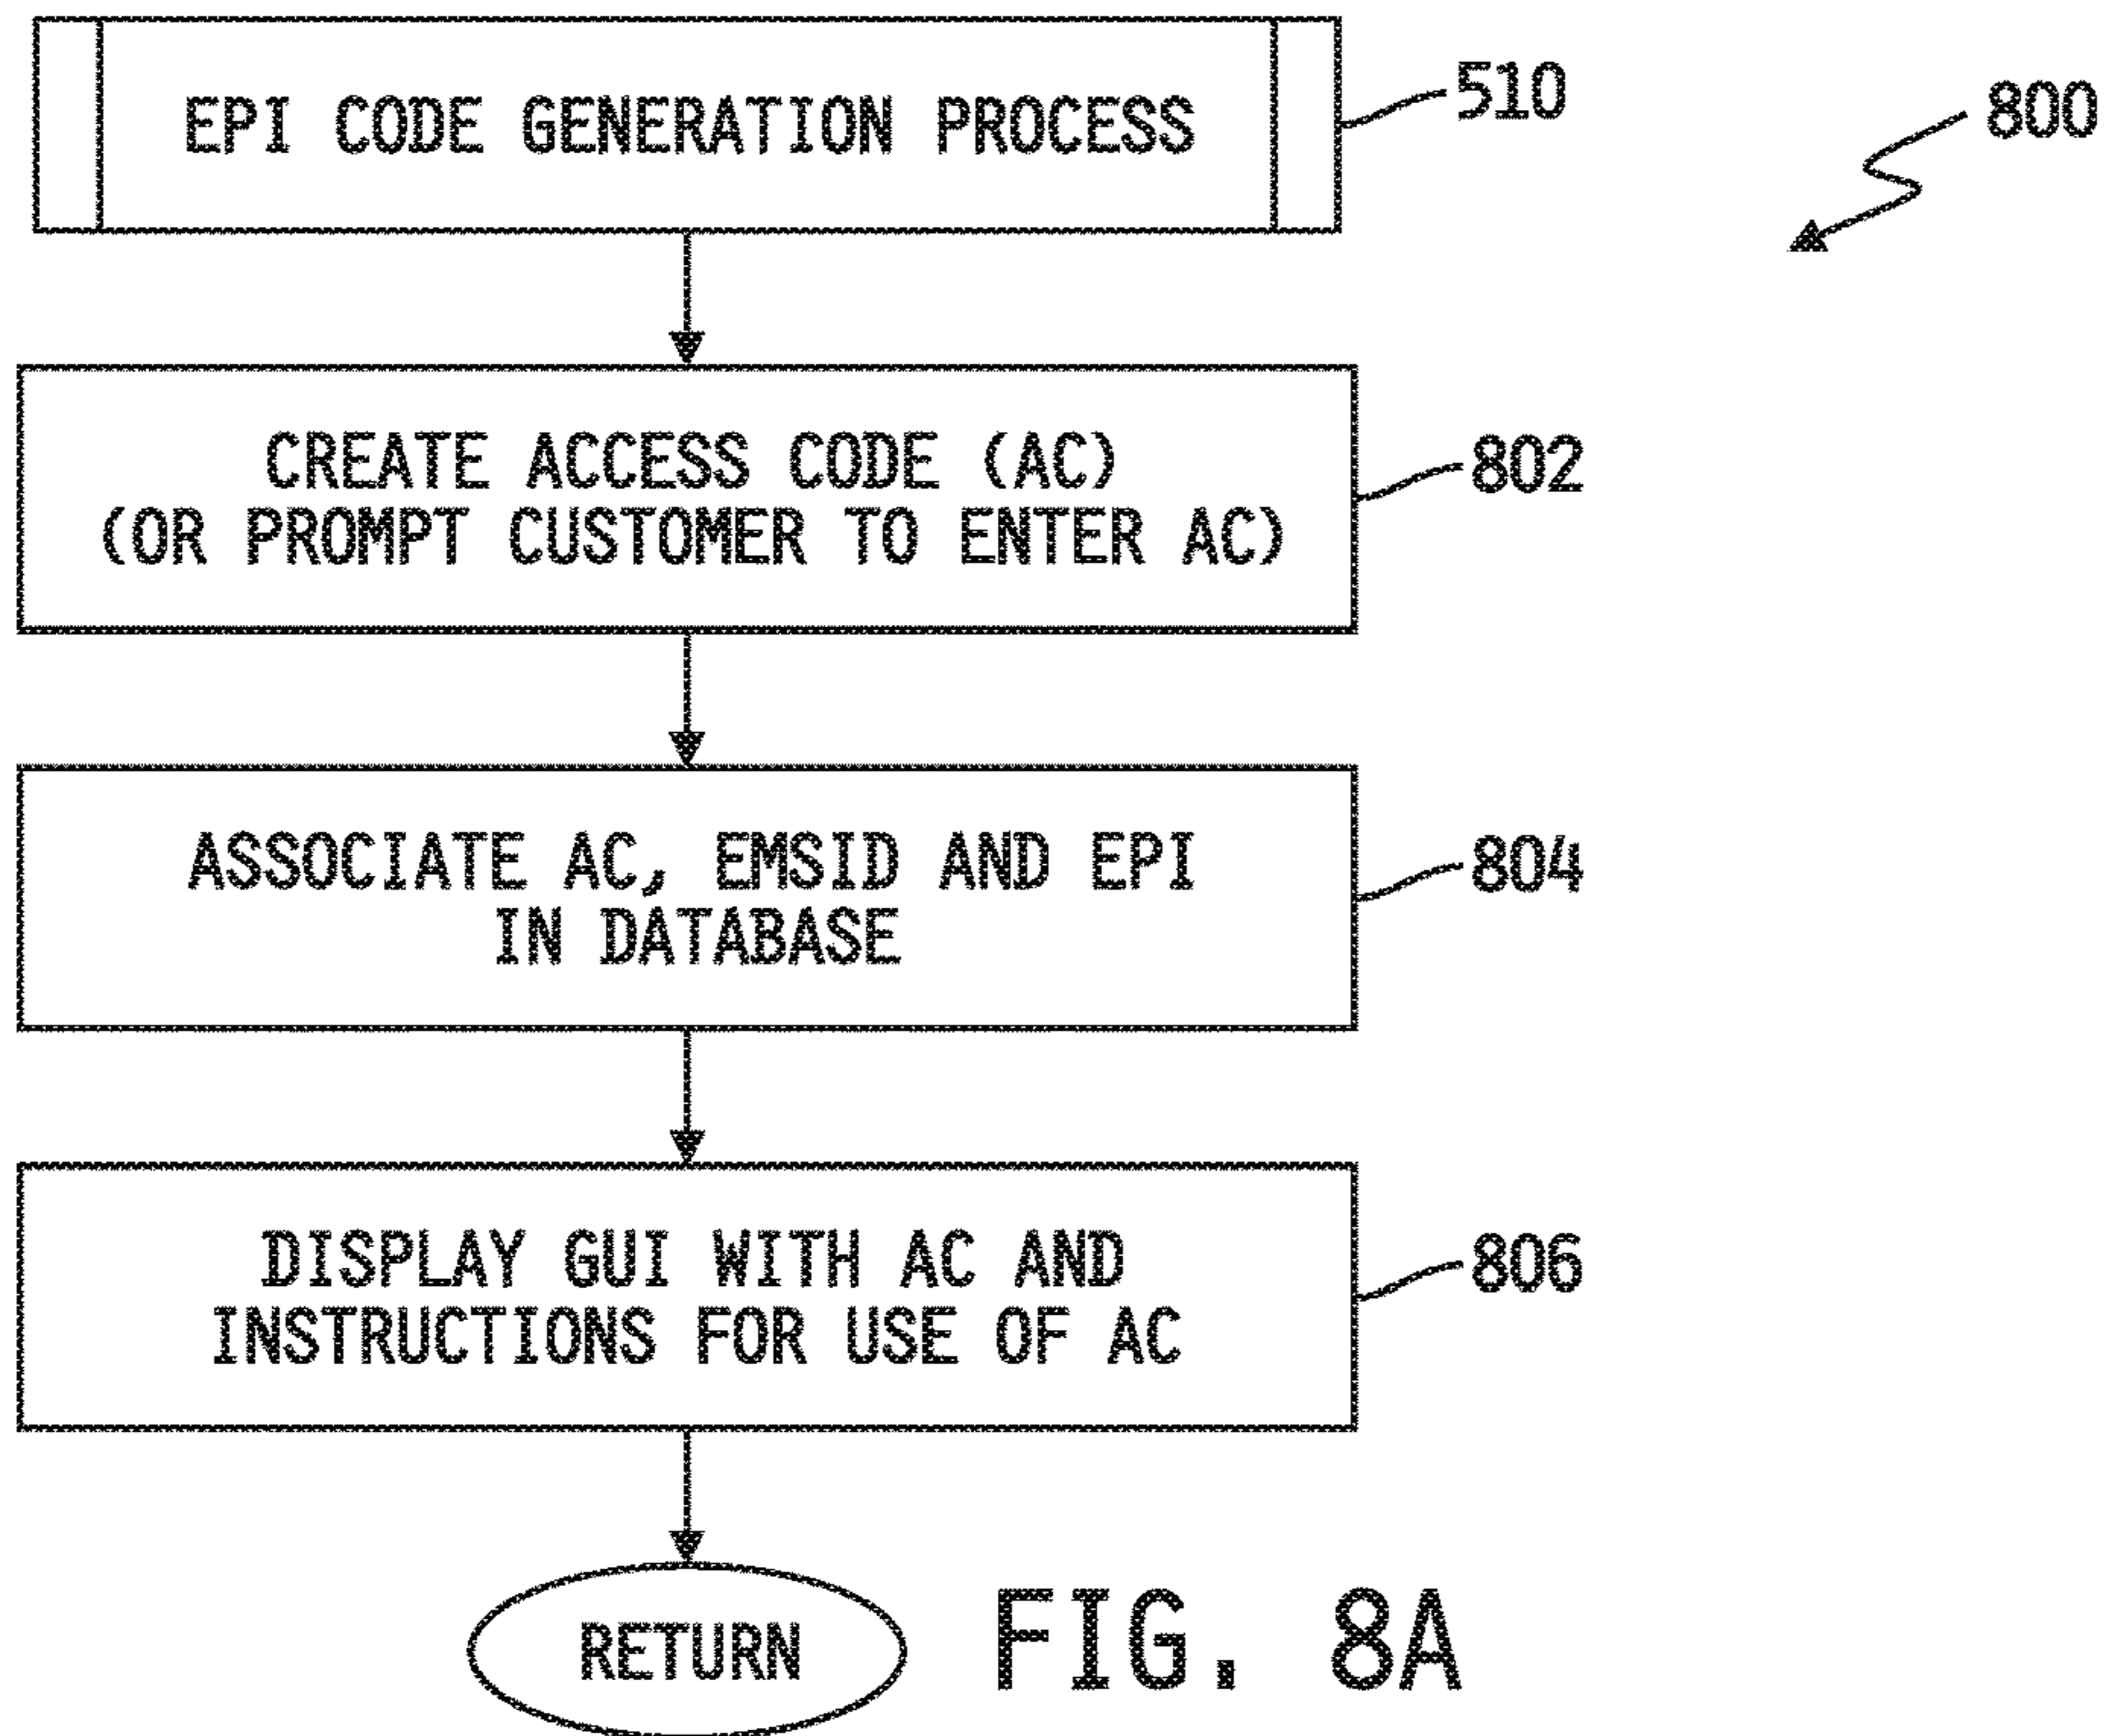 EPI CODE GENERATION PROCESS
510
800
CREATE ACCESS CODE (AC)
(OR PROMPT CUSTOMER TO ENTER AC)
802
ASSOCIATE AC, EMSID AND EPI
IN DATABASE
804
DISPLAY GUI WITH AC AND
INSTRUCTIONS FOR USE OF AC
806
RETURN
FIG. 8A